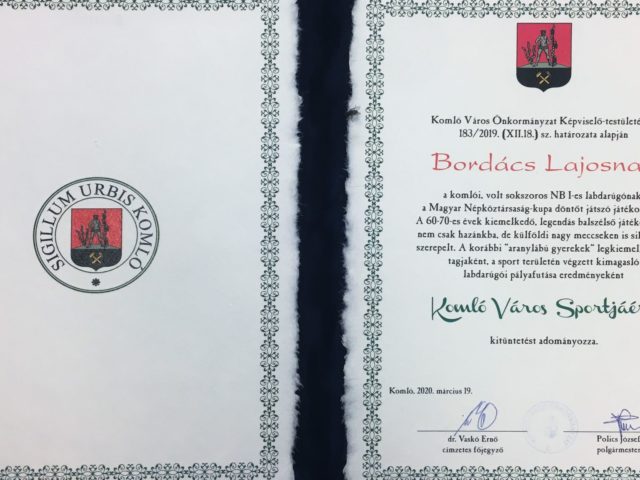 SIGILLUM URBIS KOMLÓ
Komló Város Önkormányzat Képviselő-testületé
183/2019. (XII.18.) sz. határozata alapján
Bordács Lajosna
a komlói, volt sokszoros NB I-es labdarúgónak
a Magyar Népköztársaság-kupa döntőt játszó játéko
A 60-70-es évek kiemelkedő, legendás balszélső játék
nem csak hazánkba, de külföldi nagy meccseken is si
szerepelt. A korábbi "aranylábú gyerekek" legkiemel
tagjaként, a sport területén végzett kimagasló
labdarúgói pályafutása eredményeként
Komló Város Sportjáér
kitüntetést adományozza.
Komló, 2020. március 19.
dr. Vaskó Ernő
címzetes főjegyző
Polics József
polgármester